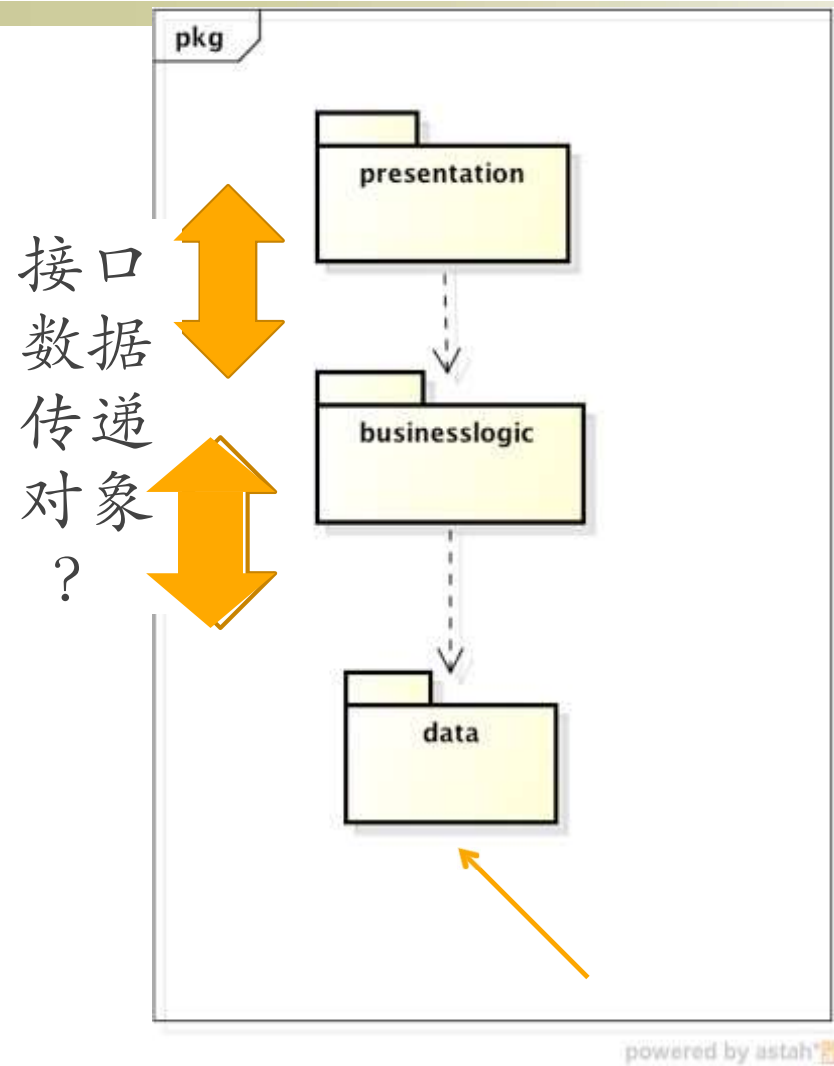 pkg
presentation
接口
数据
传递
对象
?
businesslogic
data
powered by astah*